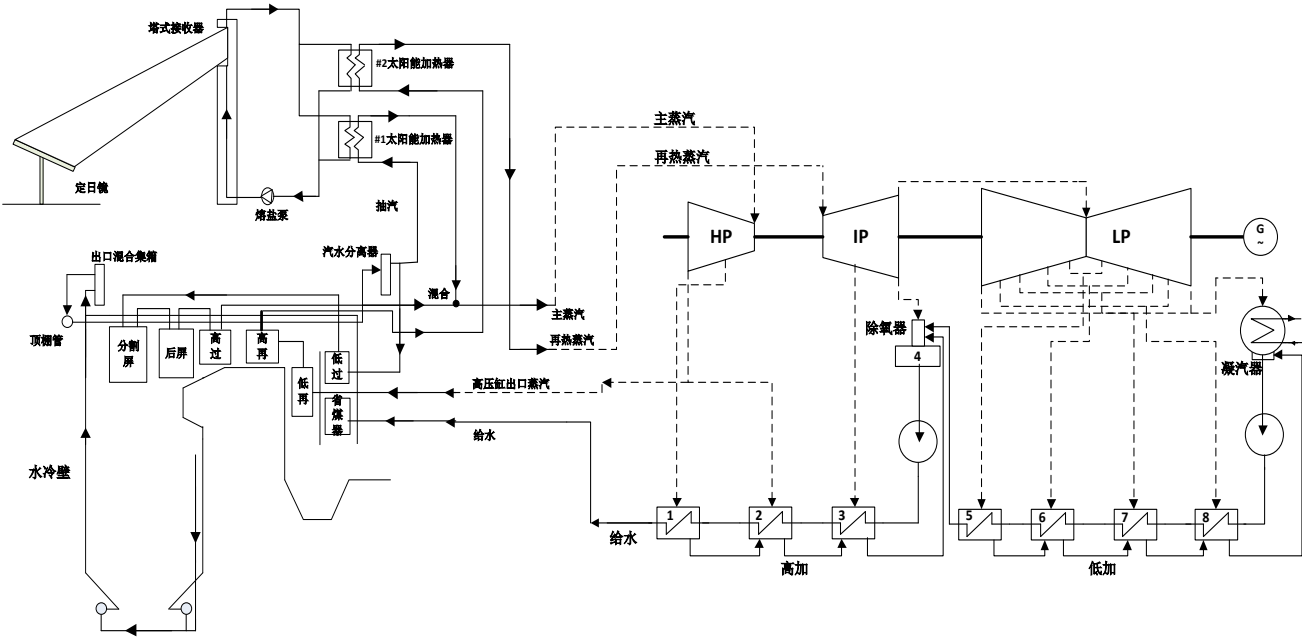 塔式接收器
#2太阳能加热器
#1太阳能加热器
定日镜
熔盐泵
抽汽
主蒸汽
再热蒸汽
HP
IP
LP
G
~
出口混合集箱
汽水分离器
混合
主蒸汽
再热蒸汽
顶棚管
分割屏
后屏
高过
高再
低过
低再
省煤器
高压缸出口蒸汽
给水
除氧器
4
凝汽器
水冷壁
给水
1
2
3
高加
5
6
7
8
低加